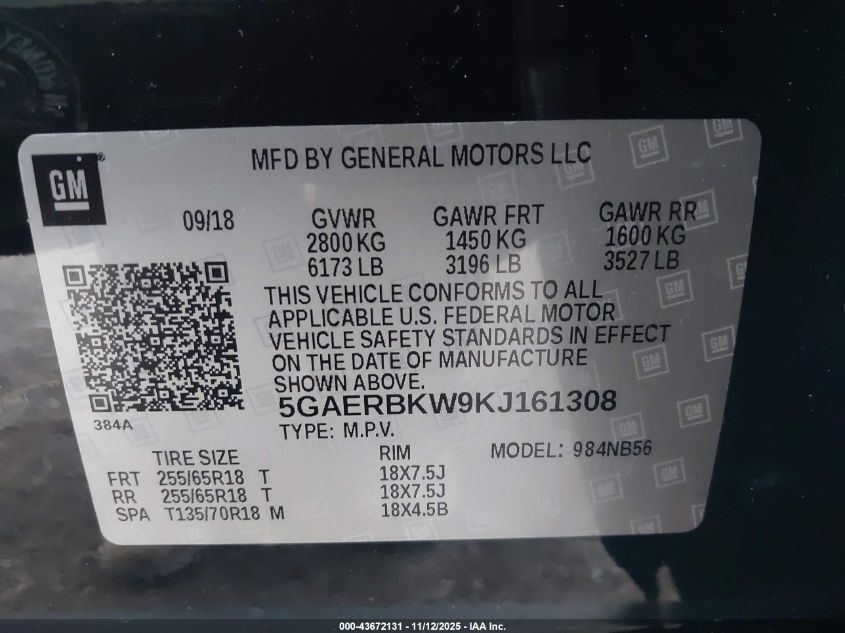 GM
MFD BY GENERAL MOTORS LLC
09/18 GVWR GAWR FRT GAWR RR
2800 KG 1450 KG 1600 KG
6173 LB 3196 LB 3527 LB
THIS VEHICLE CONFORMS TO ALL
APPLICABLE U.S. FEDERAL MOTOR
VEHICLE SAFETY STANDARDS IN EFFECT
ON THE DATE OF MANUFACTURE
SHOWN ABOVE.
384A
5GAERBKW9KJ161308
TYPE: M.P.V. MODEL: 984NB56
TIRE SIZE RIM
FRT 255/65R18 T 18X7.5J
RR 255/65R18 T 18X7.5J
SPA T135/70R18 M 18X4.5B
000-43672131 - 11/12/2025 - IAA Inc.